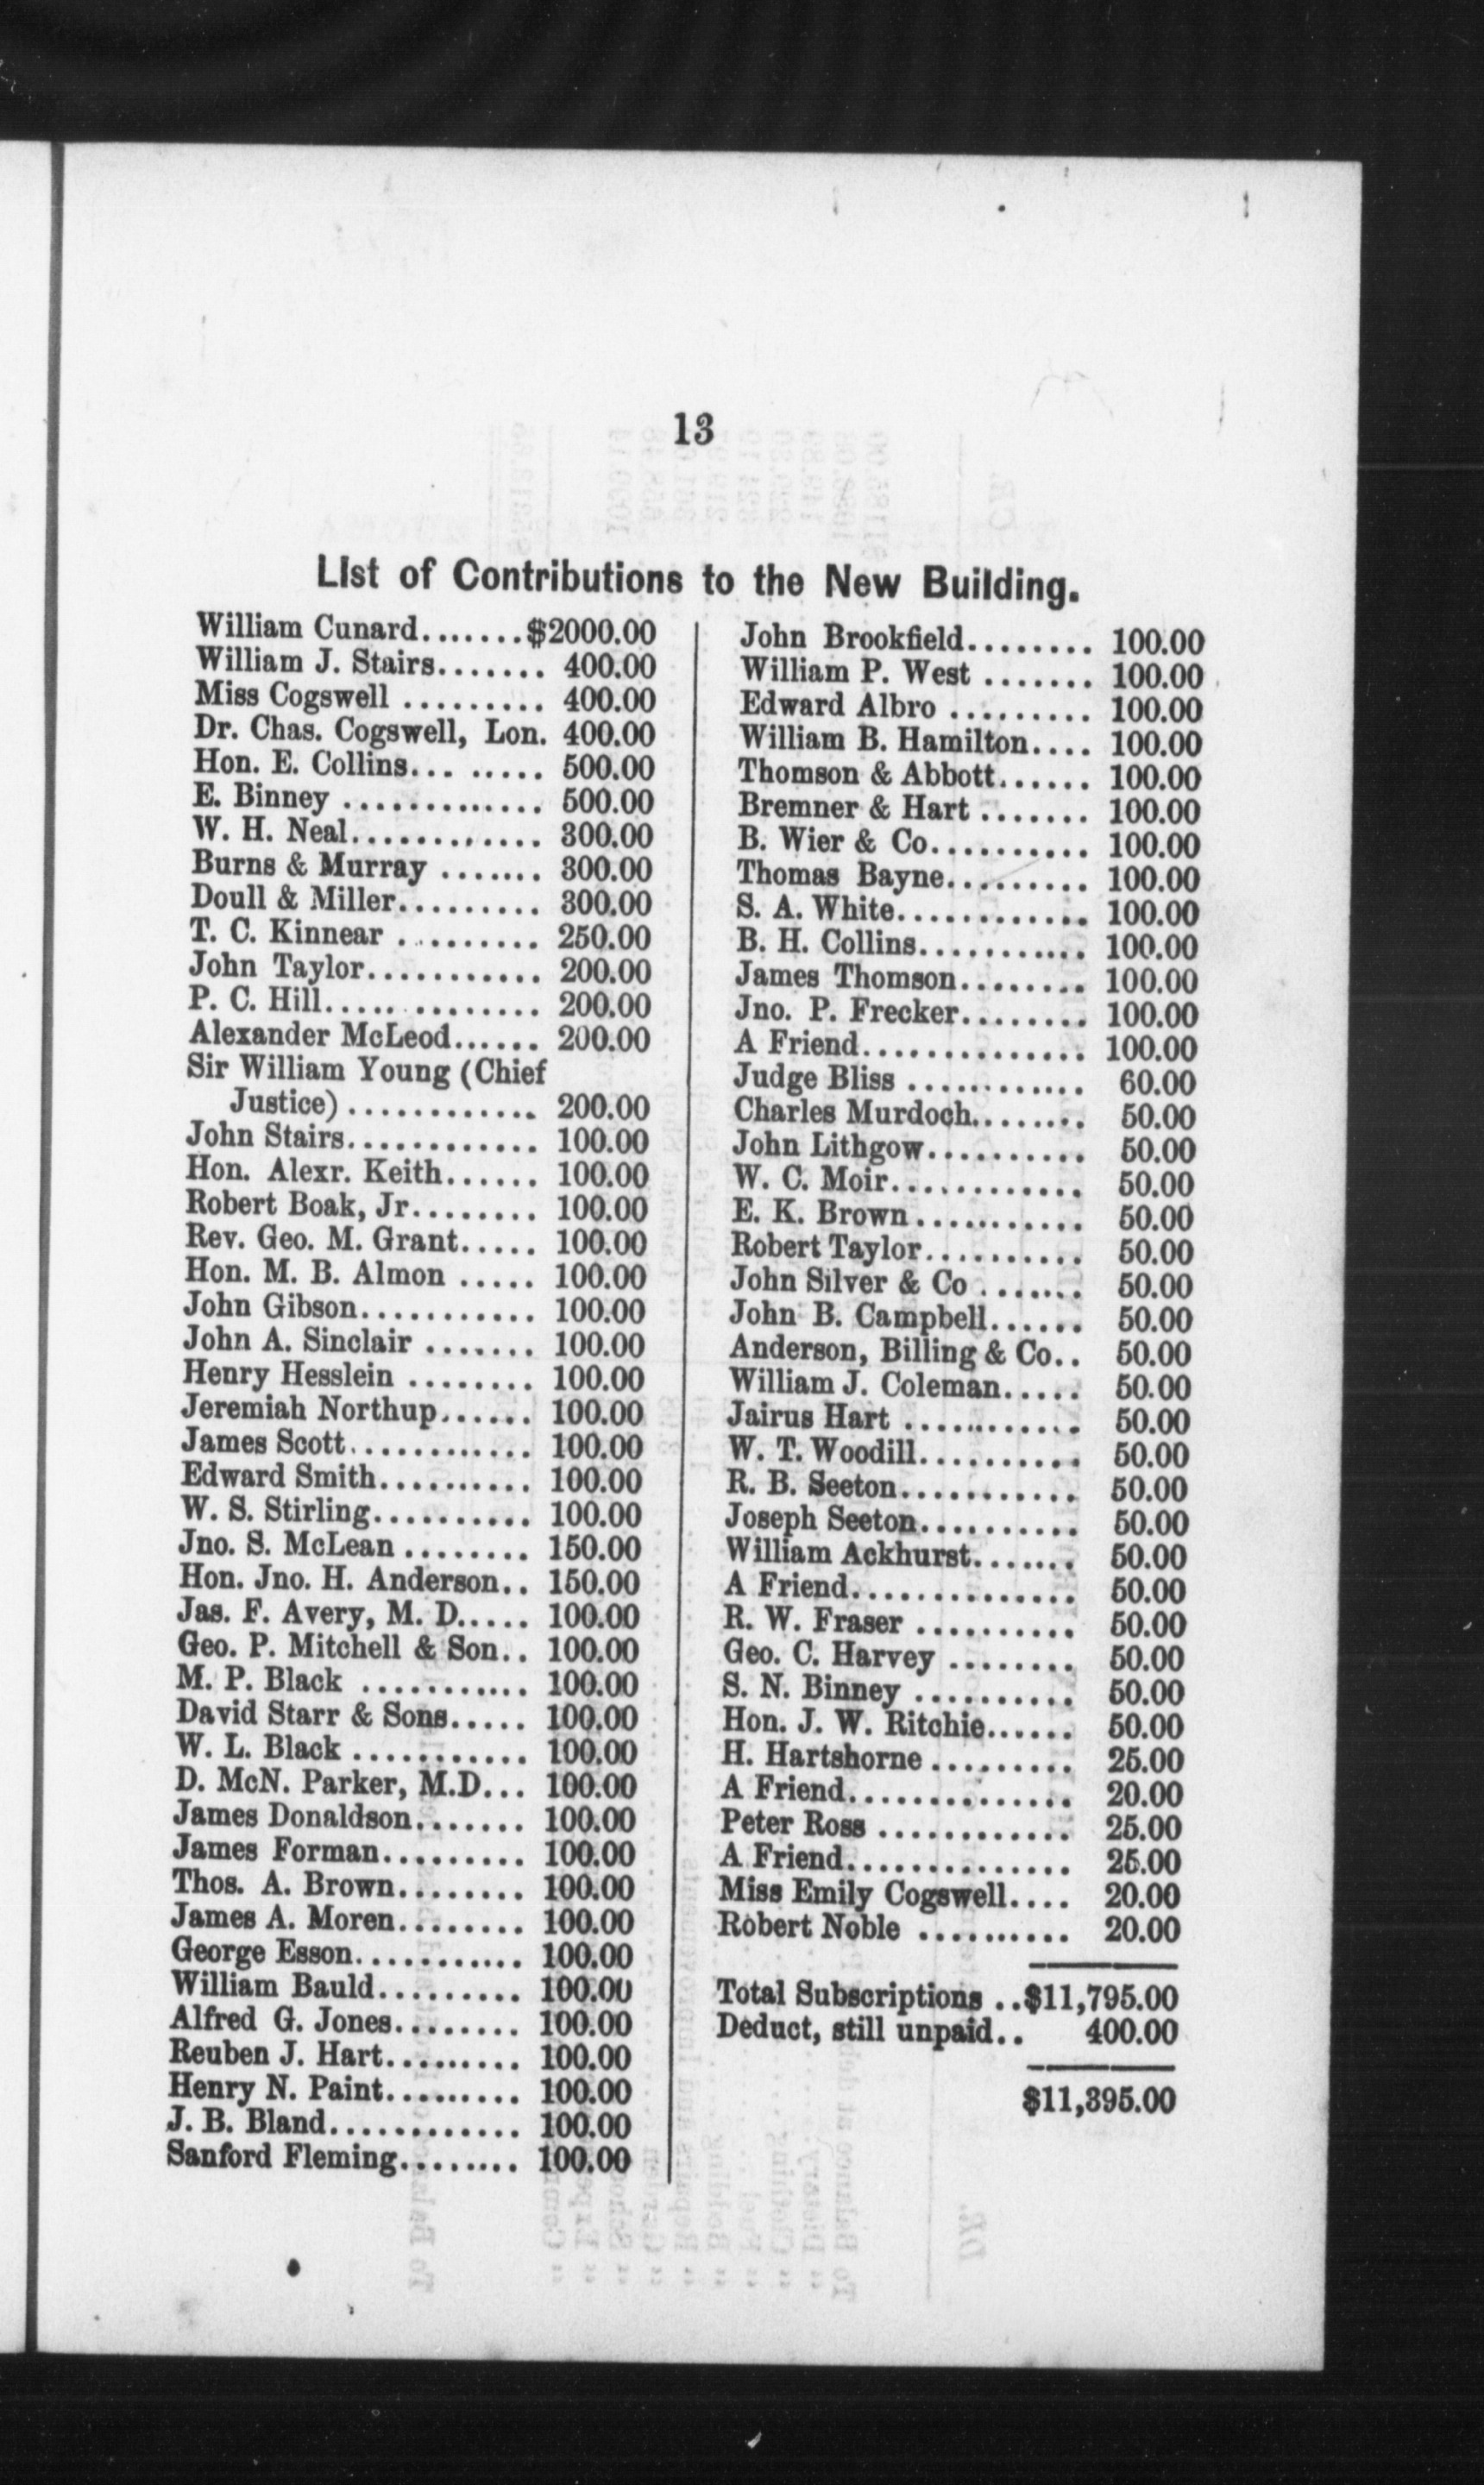 13
List of Contributions to the New Building.
William Cunard.......$2000.00
William J. Stairs....... 400.00
Miss Cogswell ......... 400.00
Dr. Chas. Cogswell, Lon. 400.00
Hon. E. Collins... ..... 500.00
E. Binney ............. 500.00
W. H. Neal............. 300.00
Burns & Murray ....... 300.00
Doull & Miller......... 300.00
T. C. Kinnear ......... 250.00
John Taylor........... 200.00
P. C. Hill..... ........ 200.00
Alexander McLeod...... 200.00
Sir William Young (Chief
Justice) ............. 200.00
John Stairs............ 100.00
Hon. Alexr. Keith...... 100.00
Robert Boak, Jr........ 100.00
Rev. Geo. M. Grant..... 100.00
Hon. M. B. Almon ..... 100.00
John Gibson........... 100.00
John A. Sinclair ....... 100.00
Henry Hesslein ........ 100.00
Jeremiah Northup...... 100.00
James Scott............ 100.00
Edward Smith.......... 100.00
W. S. Stirling.......... 100.00
Jno. S. McLean ........ 150.00
Hon. Jno. H. Anderson.. 150.00
Jas. F. Avery, M. D..... 100.00
Geo. P. Mitchell & Son.. 100.00
M. P. Black ........... 100.00
David Starr & Sons..... 100.00
W. L. Black ........... 100.00
D. McN. Parker, M.D... 100.00
James Donaldson....... 100.00
James Forman......... 100.00
Thos. A. Brown........ 100.00
James A. Moren........ 100.00
George Esson........... 100.00
William Bauld......... 100.00
Alfred G. Jones........ 100.00
Reuben J. Hart......... 100.00
Henry N. Paint......... 100.00
J. B. Bland............ 100.00
Sanford Fleming........ 100.00
John Brookfield........ 100.00
William P. West ....... 100.00
Edward Albro ......... 100.00
William B. Hamilton.... 100.00
Thomson & Abbott...... 100.00
Bremner & Hart ....... 100.00
B. Wier & Co.......... 100.00
Thomas Bayne......... 100.00
S. A. White............ 100.00
B. H. Collins........... 100.00
James Thomson........ 100.00
Jno. P. Frecker........ 100.00
A Friend.............. 100.00
Judge Bliss ............ 60.00
Charles Murdoch........ 50.00
John Lithgow.......... 50.00
W. C. Moir............. 50.00
E. K. Brown........... 50.00
Robert Taylor.......... 50.00
John Silver & Co ....... 50.00
John B. Campbell...... 50.00
Anderson, Billing & Co.. 50.00
William J. Coleman..... 50.00
Jairus Hart ............ 50.00
W. T. Woodill.......... 50.00
R. B. Seeton........... 50.00
Joseph Seeton.......... 50.00
William Ackhurst....... 50.00
A Friend.............. 50.00
R. W. Fraser .......... 50.00
Geo. C. Harvey ........ 50.00
S. N. Binney .......... 50.00
Hon. J. W. Ritchie...... 50.00
H. Hartshorne ......... 25.00
A Friend.............. 20.00
Peter Ross ............ 25.00
A Friend.............. 25.00
Miss Emily Cogswell.... 20.00
Robert Noble .......... 20.00
Total Subscriptions ..$11,795.00
Deduct, still unpaid.. 400.00
$11,395.00